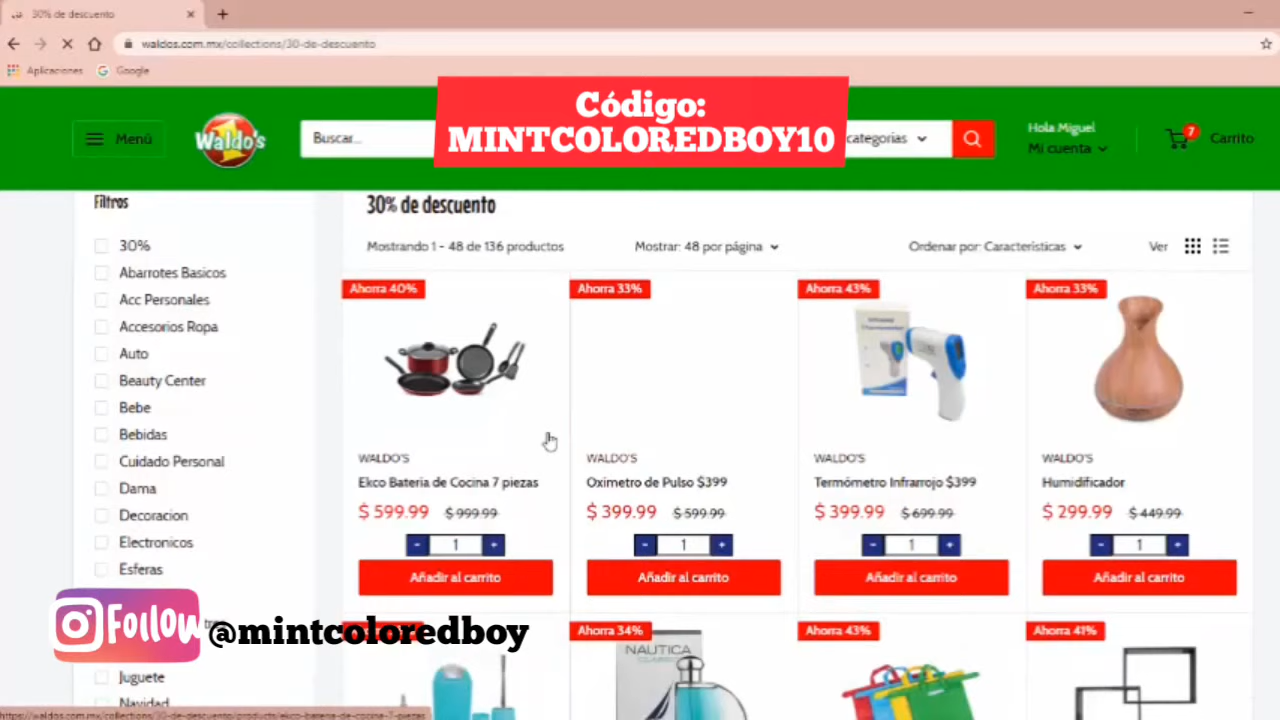 30% de descuento
waldos.com.mx/collections/30-de-descuento
Aplicaciones
Google
Código:
MINTCOLOREDBOY10
Menú
Waldo's
Buscar...
categorias
Hola Miguel
Mi cuenta
7
Carrito
Filtros
30%
Abarrotes Basicos
Acc Personales
Accesorios Ropa
Auto
Beauty Center
Bebe
Bebidas
Cuidado Personal
Dama
Decoracion
Electronicos
Esferas
Juguete
Navidad
30% de descuento
Mostrando 1 - 48 de 136 productos
Mostrar: 48 por página
Ordenar por: Características
Ver
Ahorra 40%
WALDO'S
Ekco Bateria de Cocina 7 piezas
$ 599.99 $ 999.99
- 1 +
Añadir al carrito
Ahorra 33%
WALDO'S
Oximetro de Pulso $399
$ 399.99 $ 599.99
- 1 +
Añadir al carrito
Ahorra 43%
WALDO'S
Termómetro Infrarrojo $399
$ 399.99 $ 699.99
- 1 +
Añadir al carrito
Ahorra 33%
WALDO'S
Humidificador
$ 299.99 $ 449.99
- 1 +
Añadir al carrito
Ahorra 34%
NAUTICA
Ahorra 43%
Ahorra 41%
Follow
@mintcoloredboy
https://waldos.com.mx/collections/30-de-descuento/products/ekco-bateria-de-cocina-7-piezas